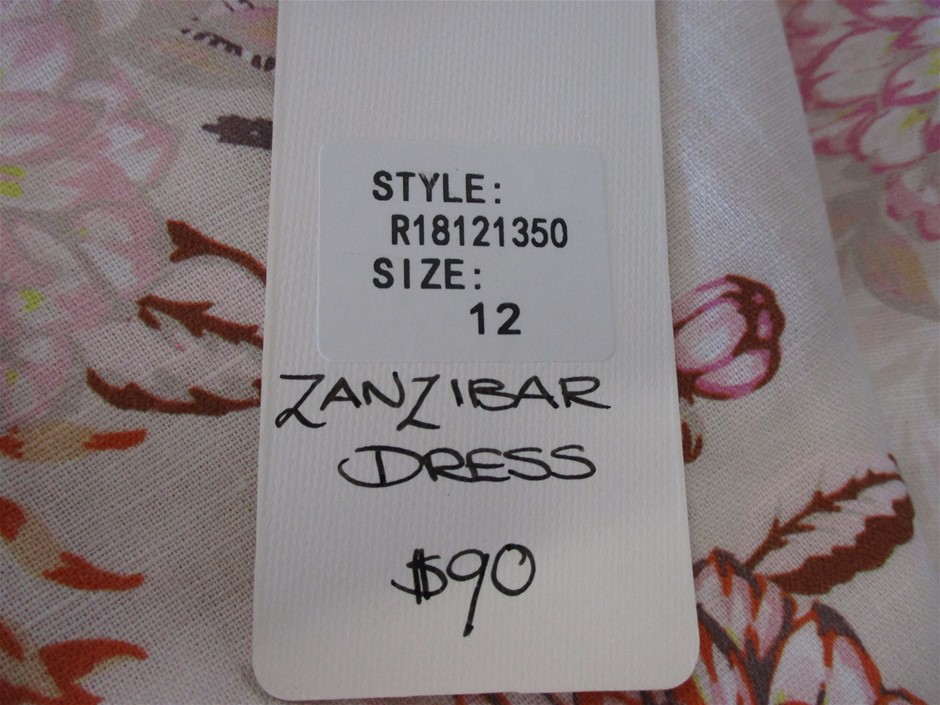 STYLE:
R18121350
SIZE:
12
ZANZIBAR
DRESS
$90